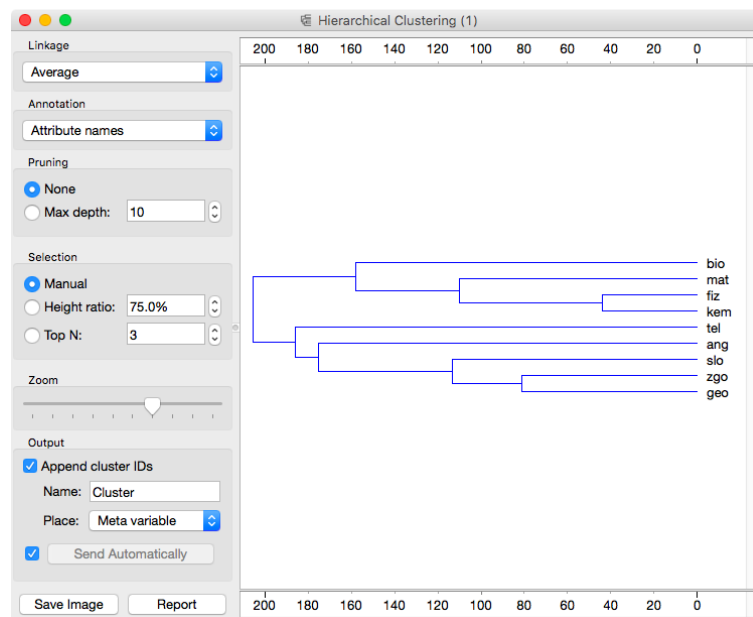 Hierarchical Clustering (1)
Linkage
Average
Annotation
Attribute names
Pruning
None
Max depth: 10
Selection
Manual
Height ratio: 75.0%
Top N: 3
Zoom
Output
Append cluster IDs
Name: Cluster
Place: Meta variable
Send Automatically
Save Image Report
200 180 160 140 120 100 80 60 40 20 0
bio
mat
fiz
kem
tel
ang
slo
zgo
geo
200 180 160 140 120 100 80 60 40 20 0